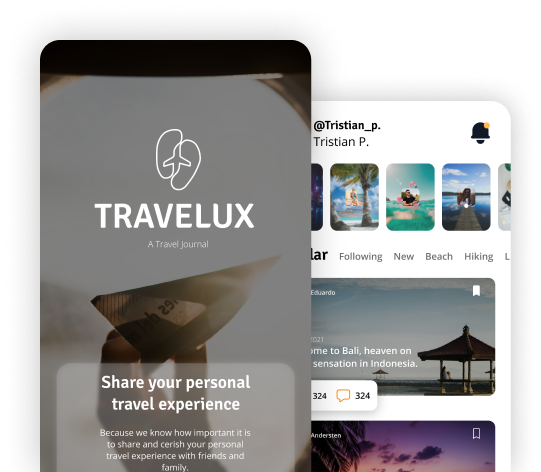 TRAVELUX
A Travel Journal
Share your personal
travel experience
Because we know how important it is
to share and cerish your personal
travel experience with friends and
family.
@Tristian_p.
Tristian P.
lar Following New Beach Hiking L
Eduardo
2021
ome to Bali, heaven on
sensation in Indonesia.
324 324
Andersten